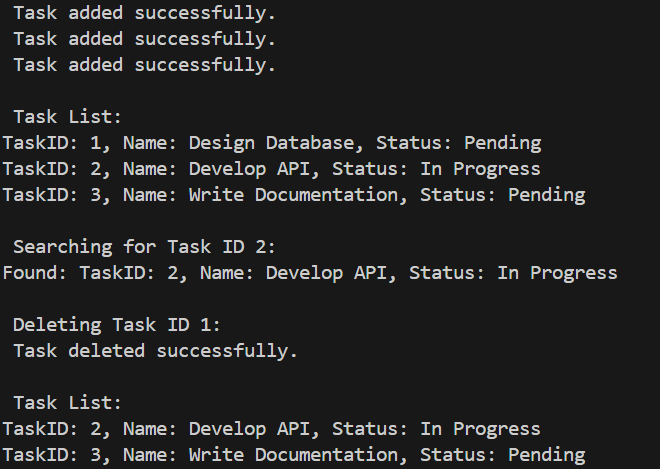 Task added successfully.
Task added successfully.
Task added successfully.
Task List:
TaskID: 1, Name: Design Database, Status: Pending
TaskID: 2, Name: Develop API, Status: In Progress
TaskID: 3, Name: Write Documentation, Status: Pending
Searching for Task ID 2:
Found: TaskID: 2, Name: Develop API, Status: In Progress
Deleting Task ID 1:
Task deleted successfully.
Task List:
TaskID: 2, Name: Develop API, Status: In Progress
TaskID: 3, Name: Write Documentation, Status: Pending